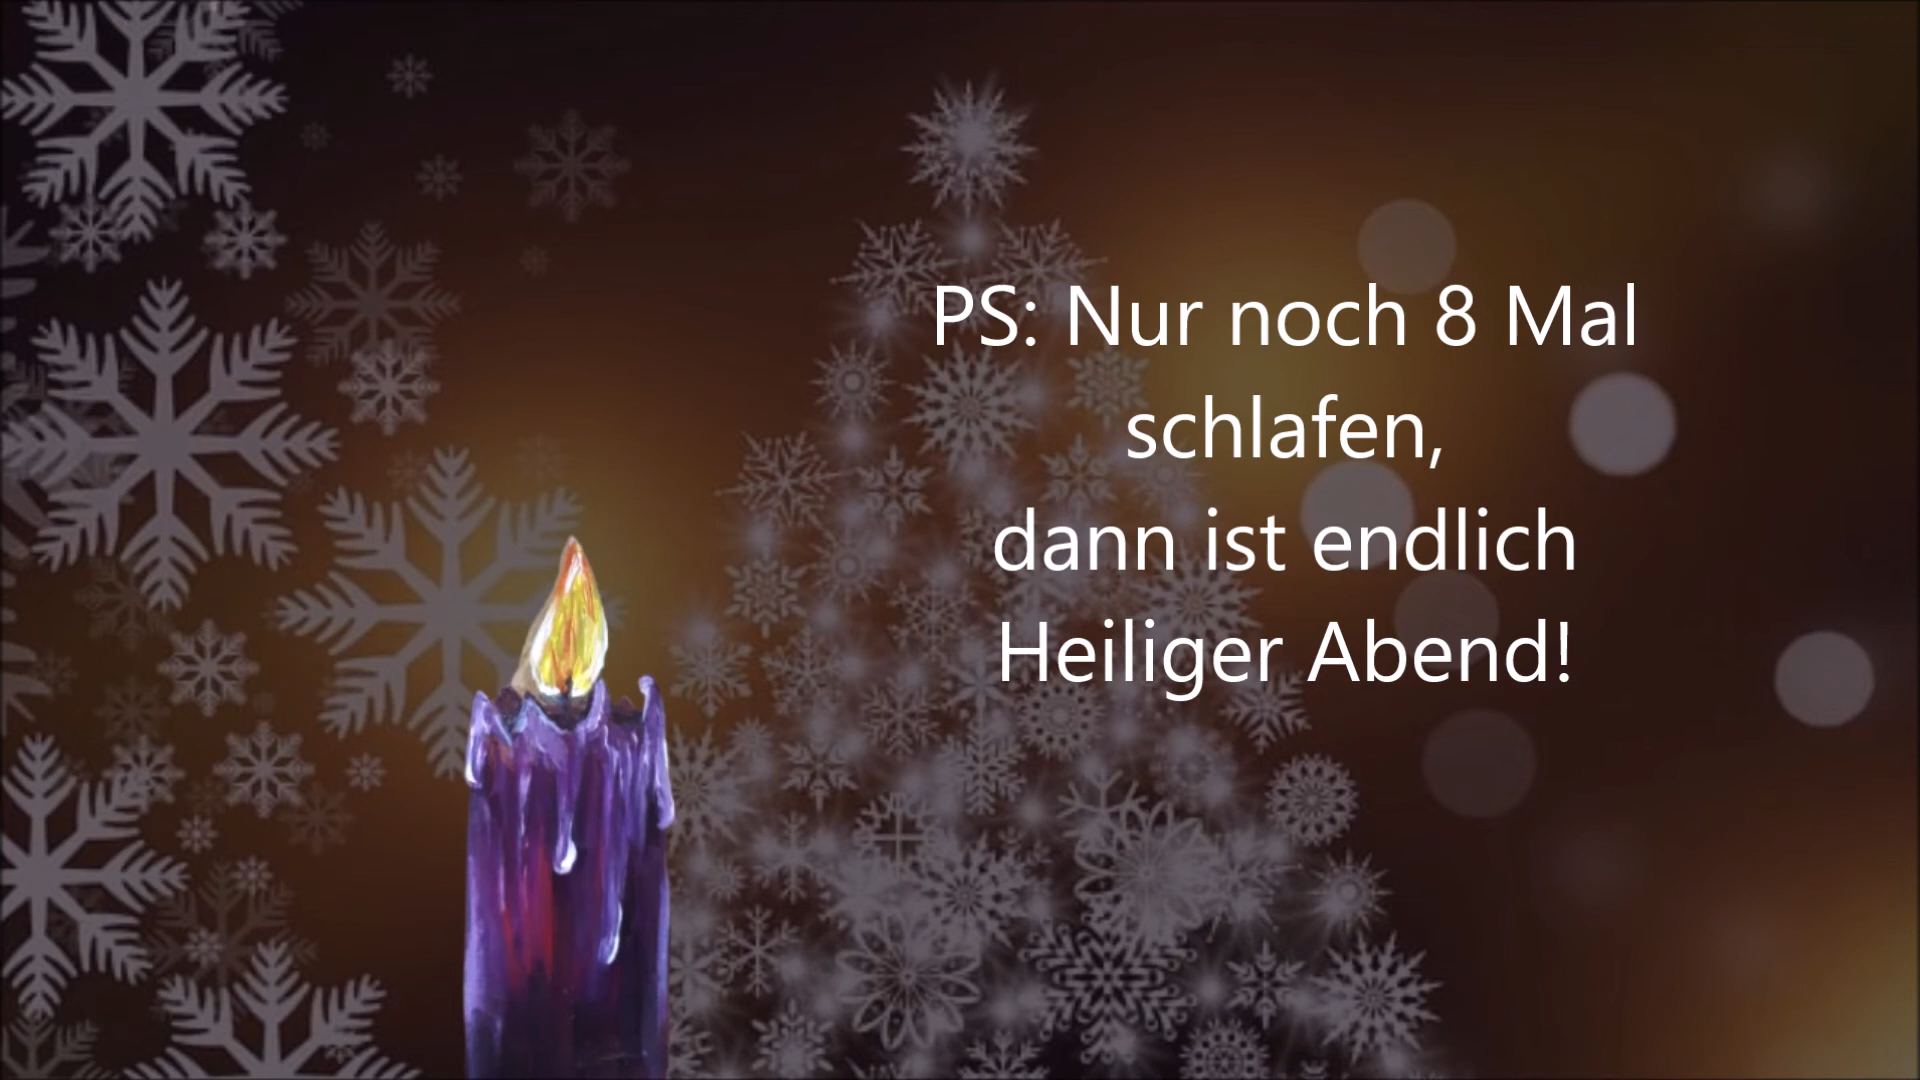 PS: Nur noch 8 Mal
schlafen,
dann ist endlich
Heiliger Abend!